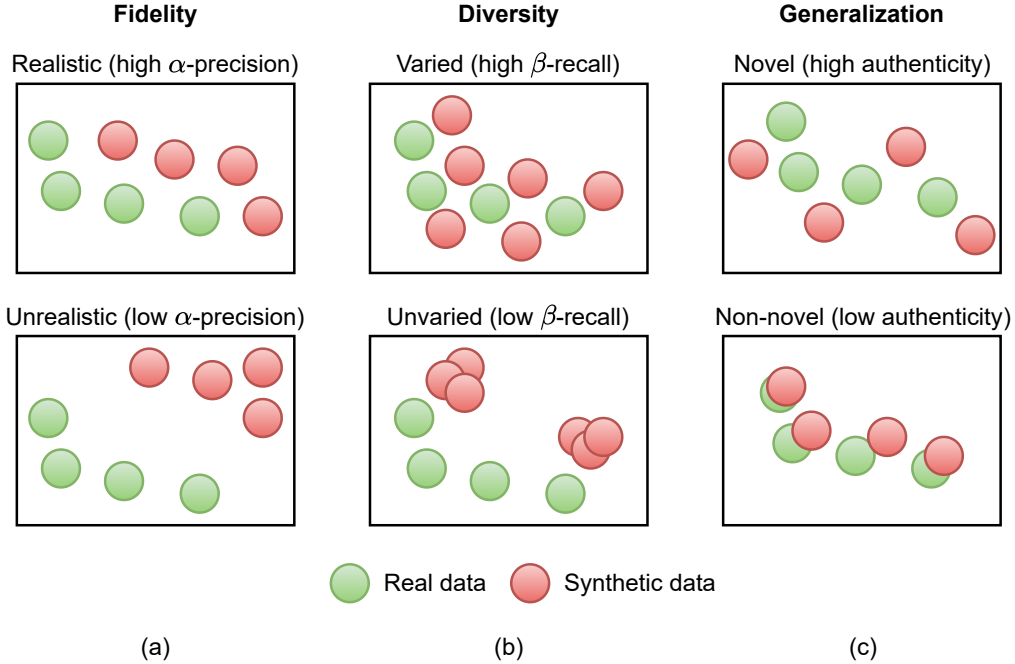 Fidelity
Diversity
Generalization
Realistic (high α-precision)
Varied (high β-recall)
Novel (high authenticity)
Unrealistic (low α-precision)
Unvaried (low β-recall)
Non-novel (low authenticity)
Real data
Synthetic data
(a)
(b)
(c)